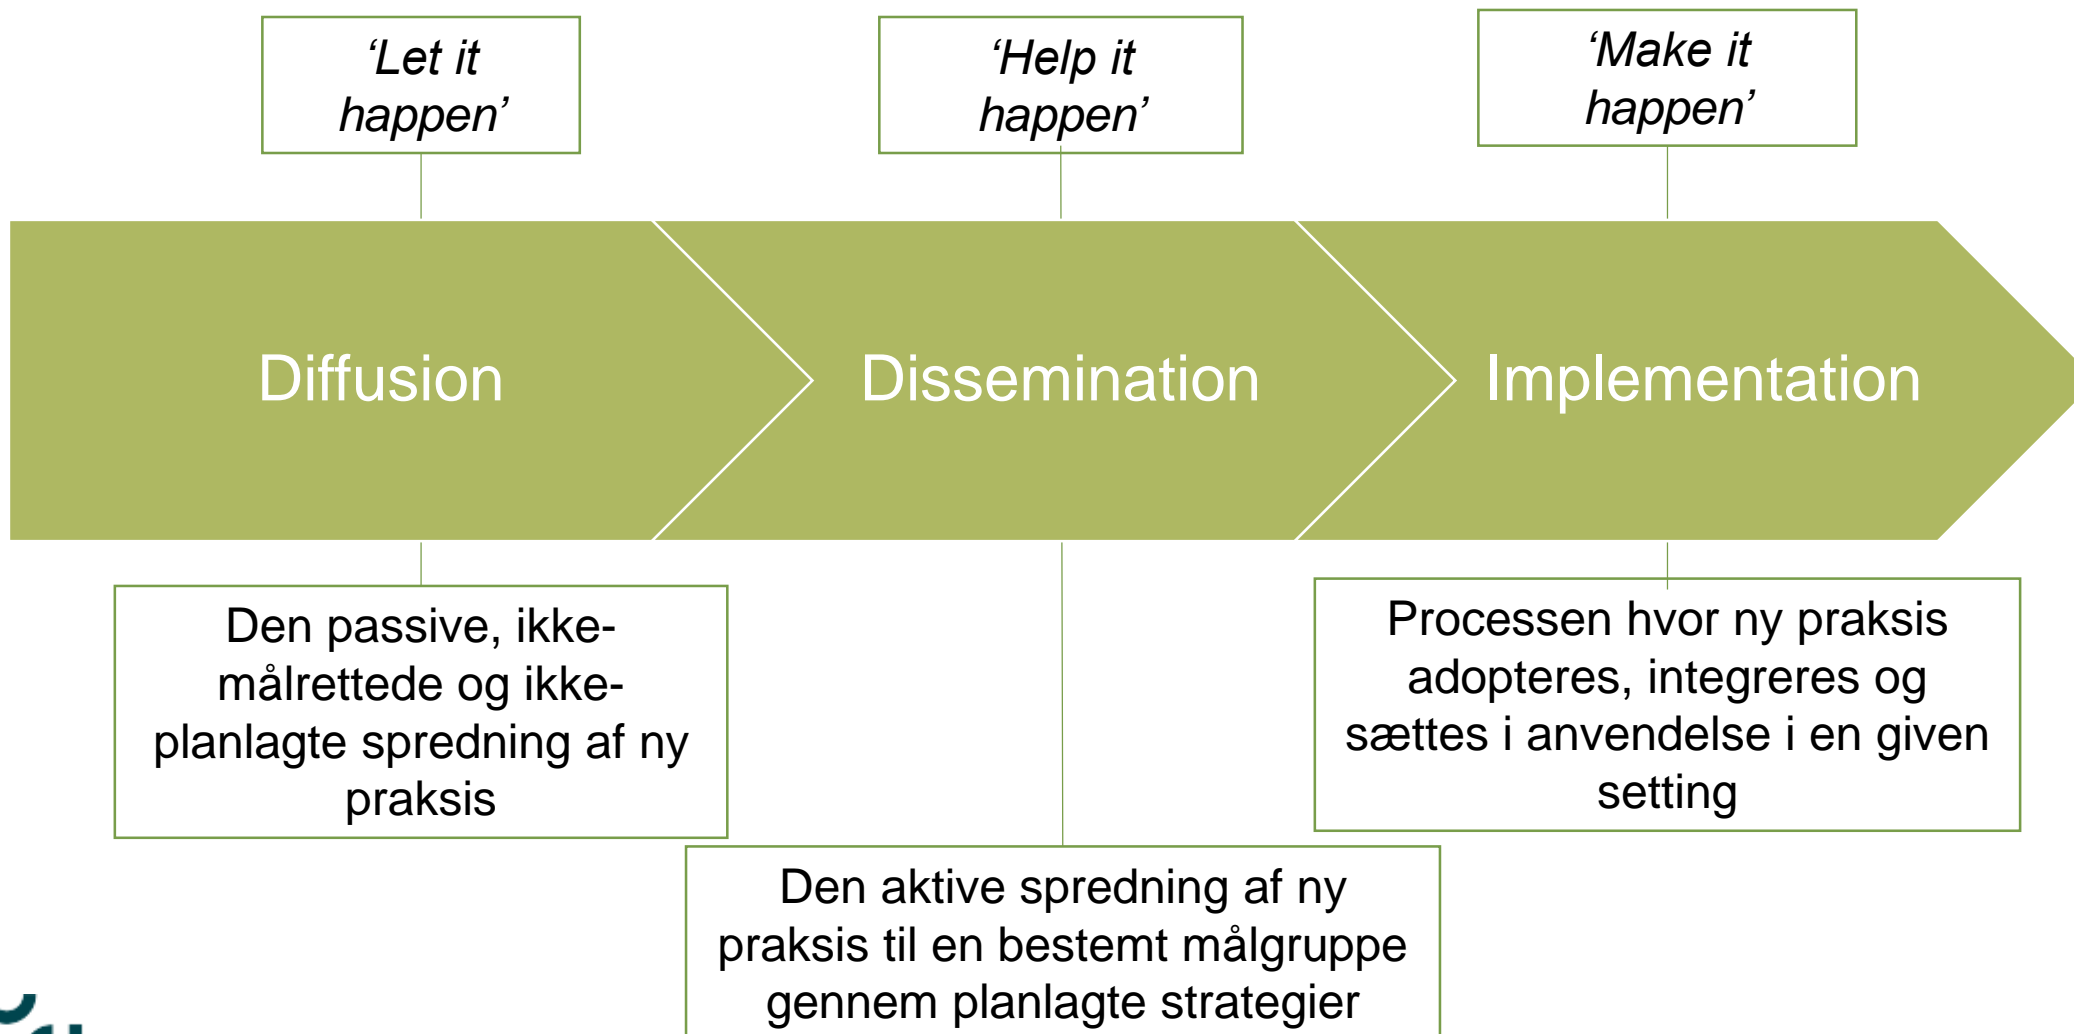 ‘Let it
happen’
‘Help it
happen’
‘Make it
happen’
Diffusion
Dissemination
Implementation
Den passive, ikke-
målrettede og ikke-
planlagte spredning af ny
praksis
Den aktive spredning af ny
praksis til en bestemt målgruppe
gennem planlagte strategier
Processen hvor ny praksis
adopteres, integreres og
sættes i anvendelse i en given
setting